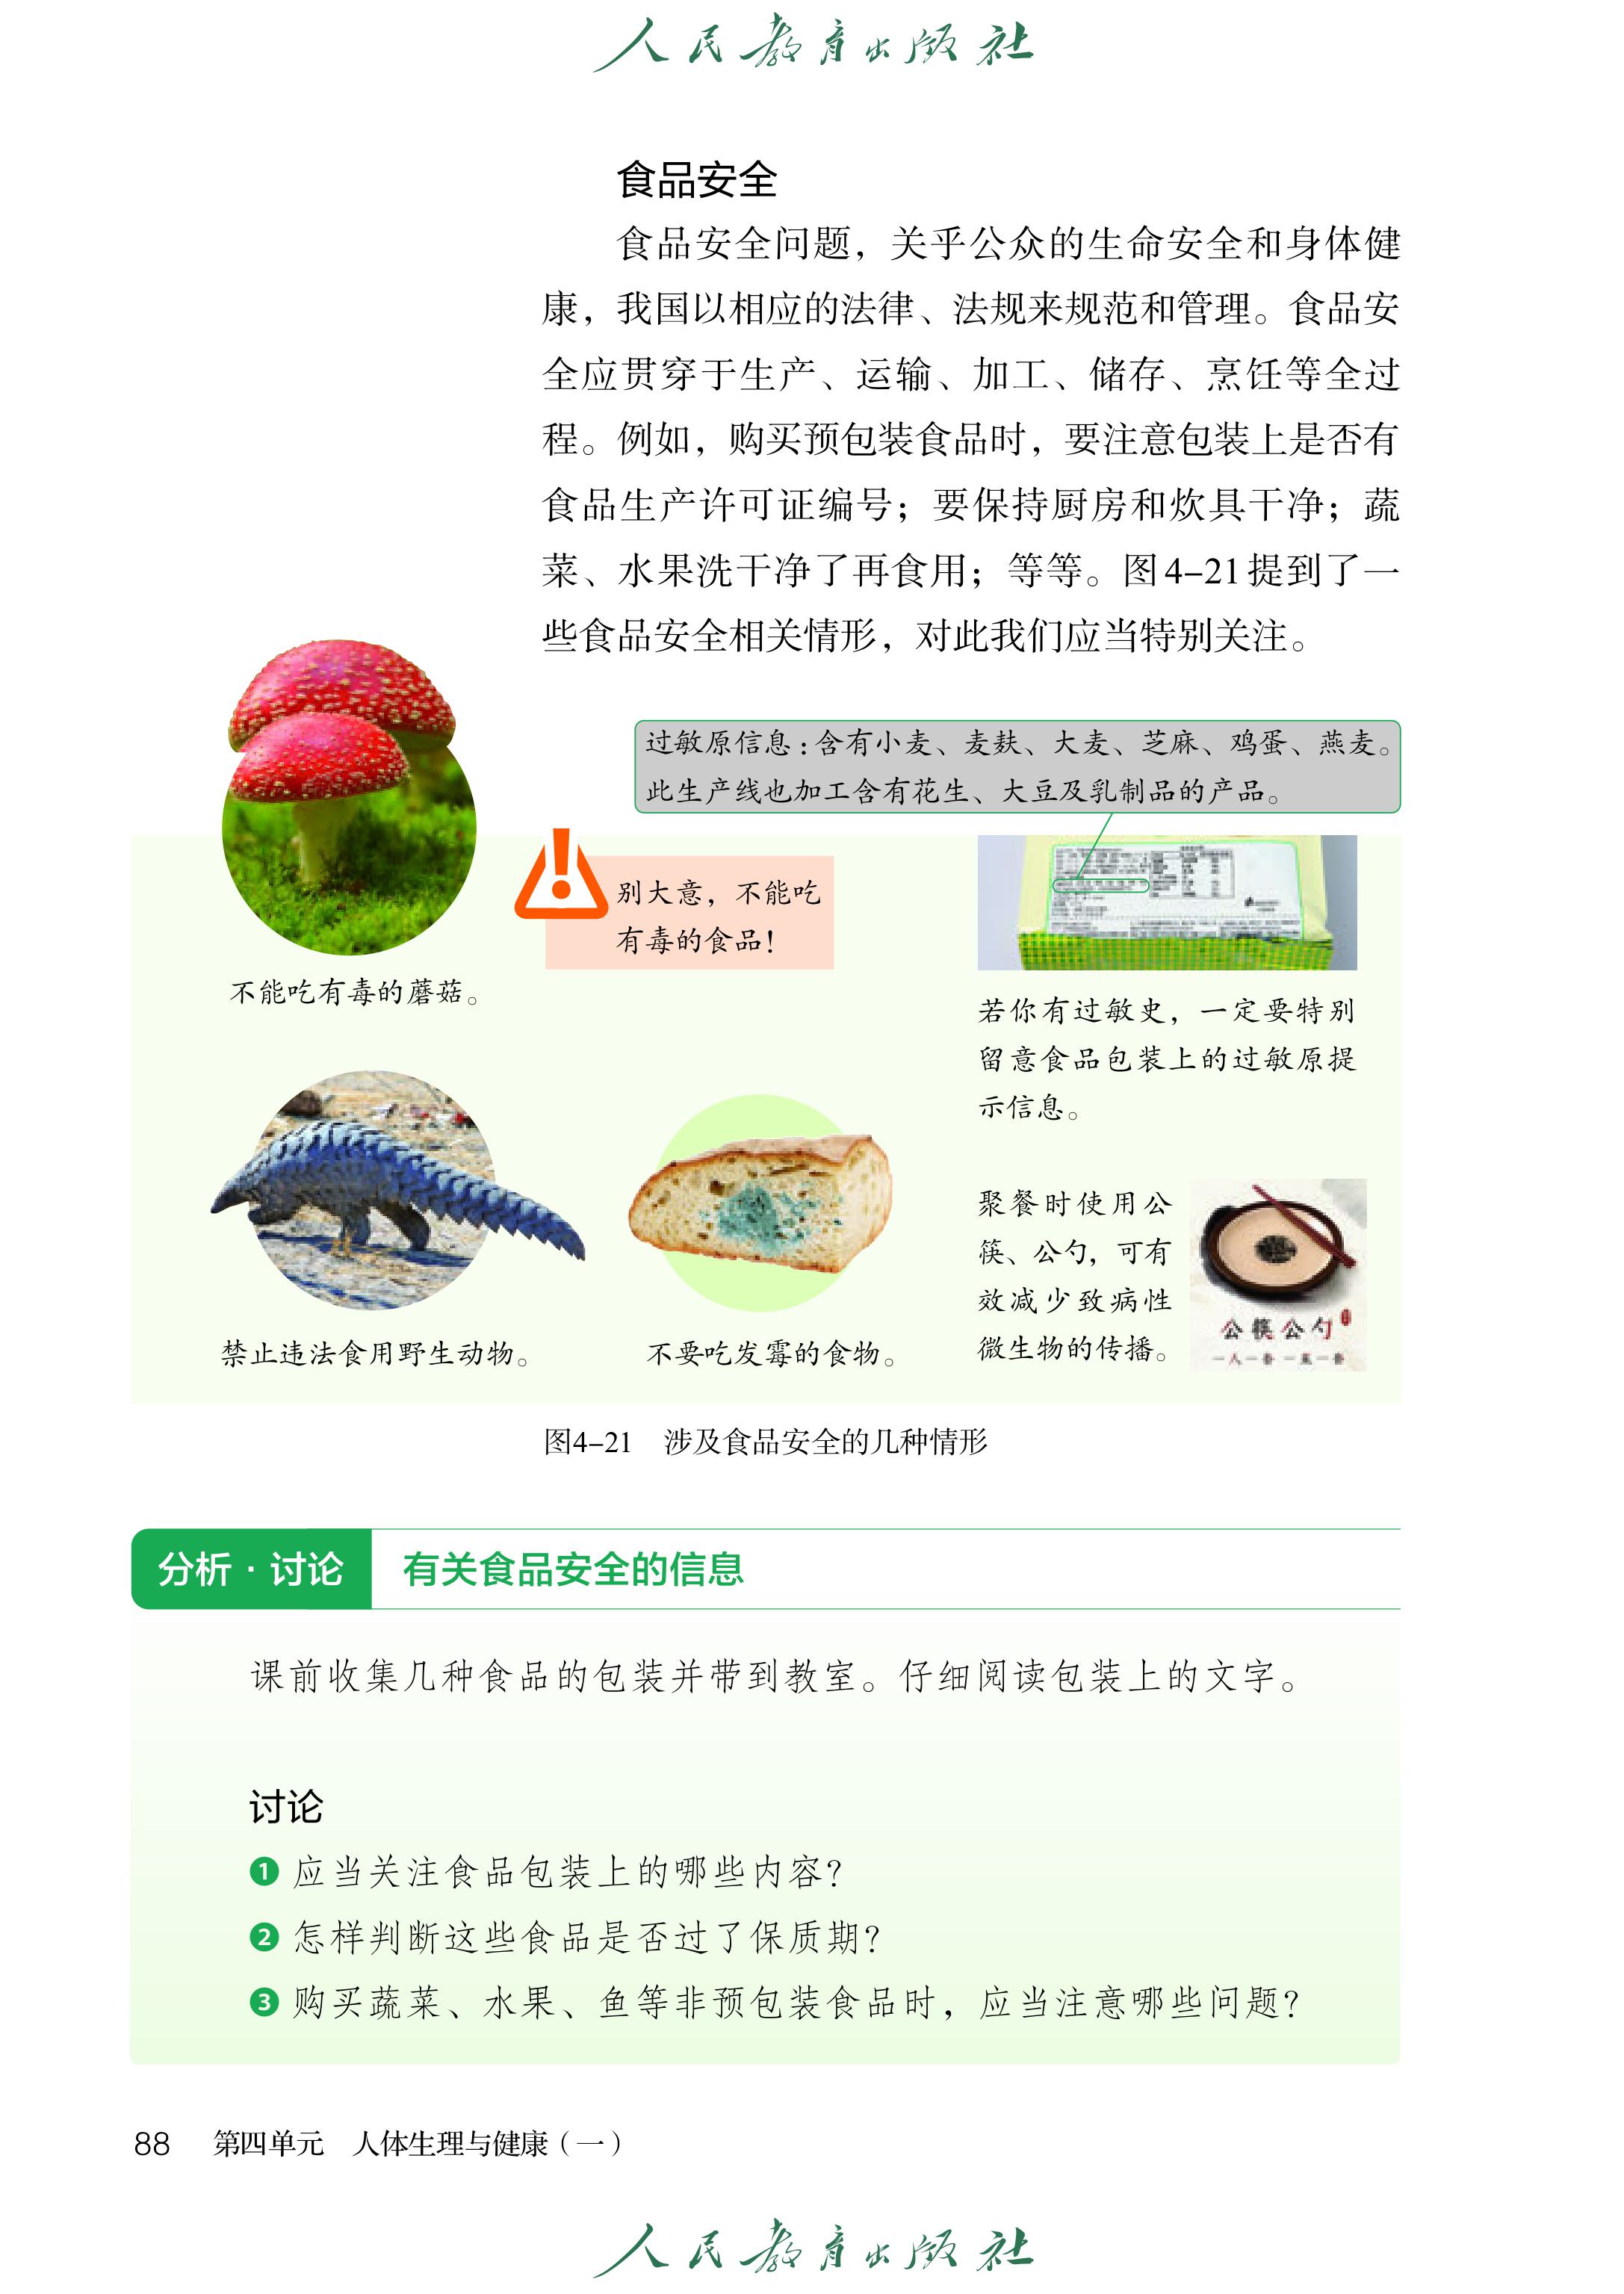 人民教育出版社
食品安全
食品安全问题，关乎公众的生命安全和身体健
康，我国以相应的法律、法规来规范和管理。食品安
全应贯穿于生产、运输、加工、储存、烹饪等全过
程。例如，购买预包装食品时，要注意包装上是否有
食品生产许可证编号；要保持厨房和炊具干净；蔬
菜、水果洗干净了再食用；等等。图4–21提到了一
些食品安全相关情形，对此我们应当特别关注。
过敏原信息:含有小麦、麦麸、大麦、芝麻、鸡蛋、燕麦。
此生产线也加工含有花生、大豆及乳制品的产品。
别大意，不能吃
有毒的食品！
不能吃有毒的蘑菇。
若你有过敏史，一定要特别
留意食品包装上的过敏原提
示信息。
禁止违法食用野生动物。
不要吃发霉的食物。
聚餐时使用公
筷、公勺，可有
效减少致病性
微生物的传播。
公筷公勺
图4–21　涉及食品安全的几种情形
分析·讨论　有关食品安全的信息
课前收集几种食品的包装并带到教室。仔细阅读包装上的文字。
讨论
1 应当关注食品包装上的哪些内容？
2 怎样判断这些食品是否过了保质期？
3 购买蔬菜、水果、鱼等非预包装食品时，应当注意哪些问题？
88　第四单元　人体生理与健康（一）
人民教育出版社